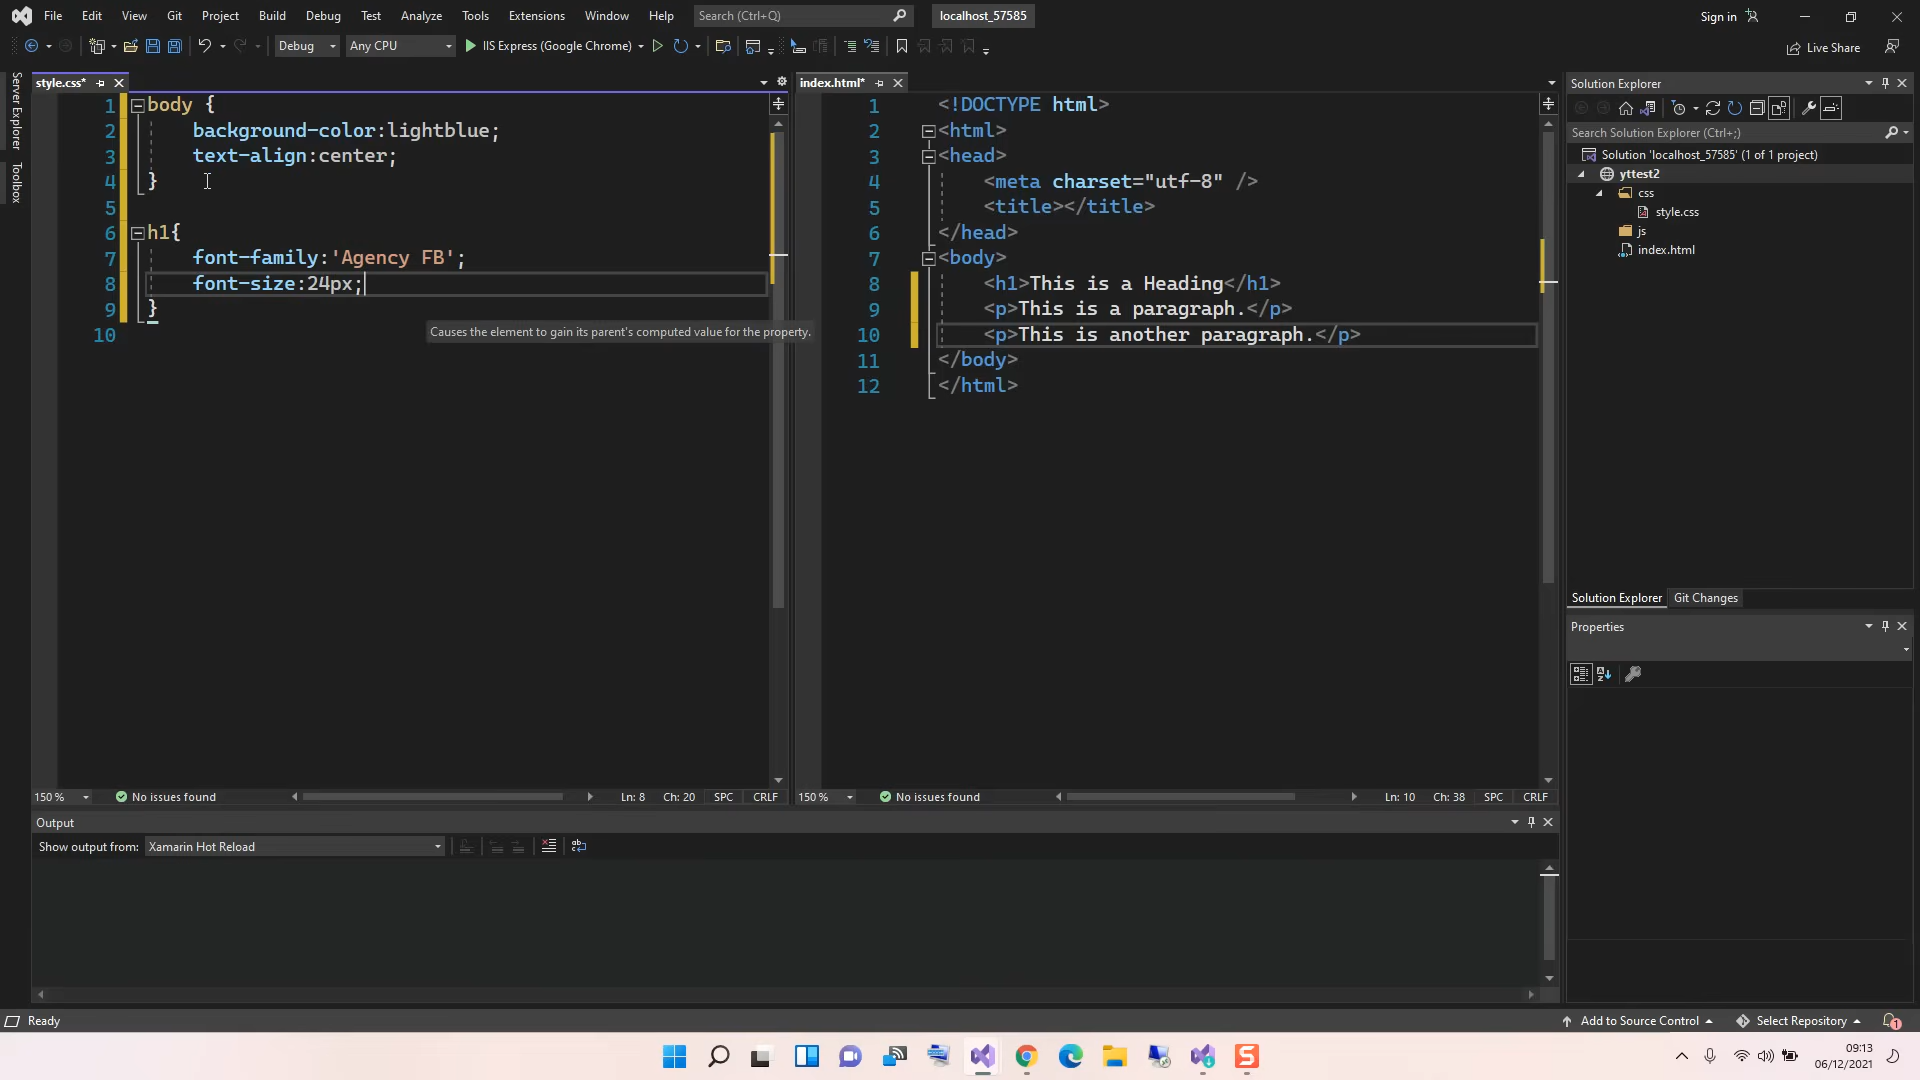 File Edit View Git Project Build Debug Test Analyze Tools Extensions Window Help Search (Ctrl+Q) localhost_57585 Sign in
Debug Any CPU IIS Express (Google Chrome) Live Share
Server Explorer
Toolbox
style.css*
1 body {
2 background-color:lightblue;
3 text-align:center;
4 }
5
6 h1{
7 font-family:'Agency FB';
8 font-size:24px;
9 }
10
Causes the element to gain its parent's computed value for the property.
150 % No issues found Ln: 8 Ch: 20 SPC CRLF
index.html*
1 <!DOCTYPE html>
2 <html>
3 <head>
4 <meta charset="utf-8" />
5 <title></title>
6 </head>
7 <body>
8 <h1>This is a Heading</h1>
9 <p>This is a paragraph.</p>
10 <p>This is another paragraph.</p>
11 </body>
12 </html>
150 % No issues found Ln: 10 Ch: 38 SPC CRLF
Solution Explorer
Search Solution Explorer (Ctrl+;)
Solution 'localhost_57585' (1 of 1 project)
yttest2
css
style.css
js
index.html
Solution Explorer Git Changes
Properties
Output
Show output from: Xamarin Hot Reload
Ready Add to Source Control Select Repository 1
09:13
06/12/2021